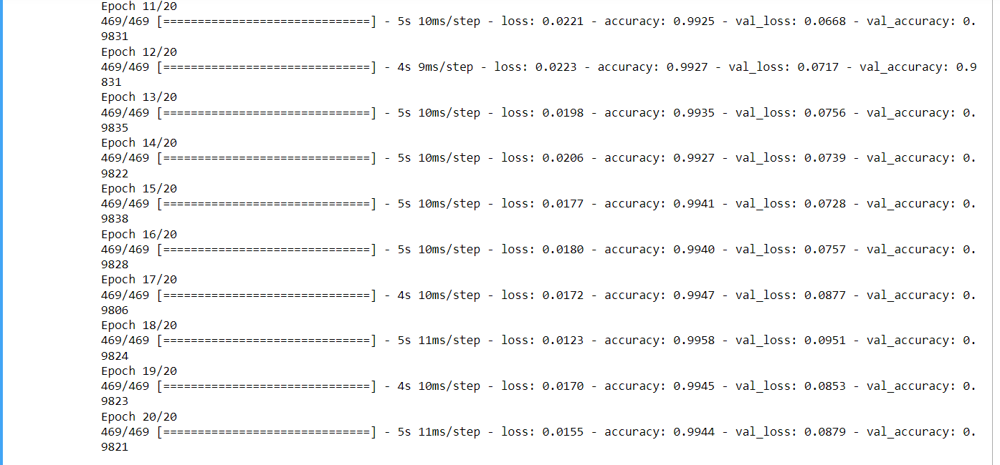 Epoch 11/20
469/469 [==============================] - 5s 10ms/step - loss: 0.0221 - accuracy: 0.9925 - val_loss: 0.0668 - val_accuracy: 0.
9831
Epoch 12/20
469/469 [==============================] - 4s 9ms/step - loss: 0.0223 - accuracy: 0.9927 - val_loss: 0.0717 - val_accuracy: 0.9
831
Epoch 13/20
469/469 [==============================] - 5s 10ms/step - loss: 0.0198 - accuracy: 0.9935 - val_loss: 0.0756 - val_accuracy: 0.
9835
Epoch 14/20
469/469 [==============================] - 5s 10ms/step - loss: 0.0206 - accuracy: 0.9927 - val_loss: 0.0739 - val_accuracy: 0.
9822
Epoch 15/20
469/469 [==============================] - 5s 10ms/step - loss: 0.0177 - accuracy: 0.9941 - val_loss: 0.0728 - val_accuracy: 0.
9838
Epoch 16/20
469/469 [==============================] - 5s 10ms/step - loss: 0.0180 - accuracy: 0.9940 - val_loss: 0.0757 - val_accuracy: 0.
9828
Epoch 17/20
469/469 [==============================] - 4s 10ms/step - loss: 0.0172 - accuracy: 0.9947 - val_loss: 0.0877 - val_accuracy: 0.
9806
Epoch 18/20
469/469 [==============================] - 5s 11ms/step - loss: 0.0123 - accuracy: 0.9958 - val_loss: 0.0951 - val_accuracy: 0.
9824
Epoch 19/20
469/469 [==============================] - 4s 10ms/step - loss: 0.0170 - accuracy: 0.9945 - val_loss: 0.0853 - val_accuracy: 0.
9823
Epoch 20/20
469/469 [==============================] - 5s 11ms/step - loss: 0.0155 - accuracy: 0.9944 - val_loss: 0.0879 - val_accuracy: 0.
9821